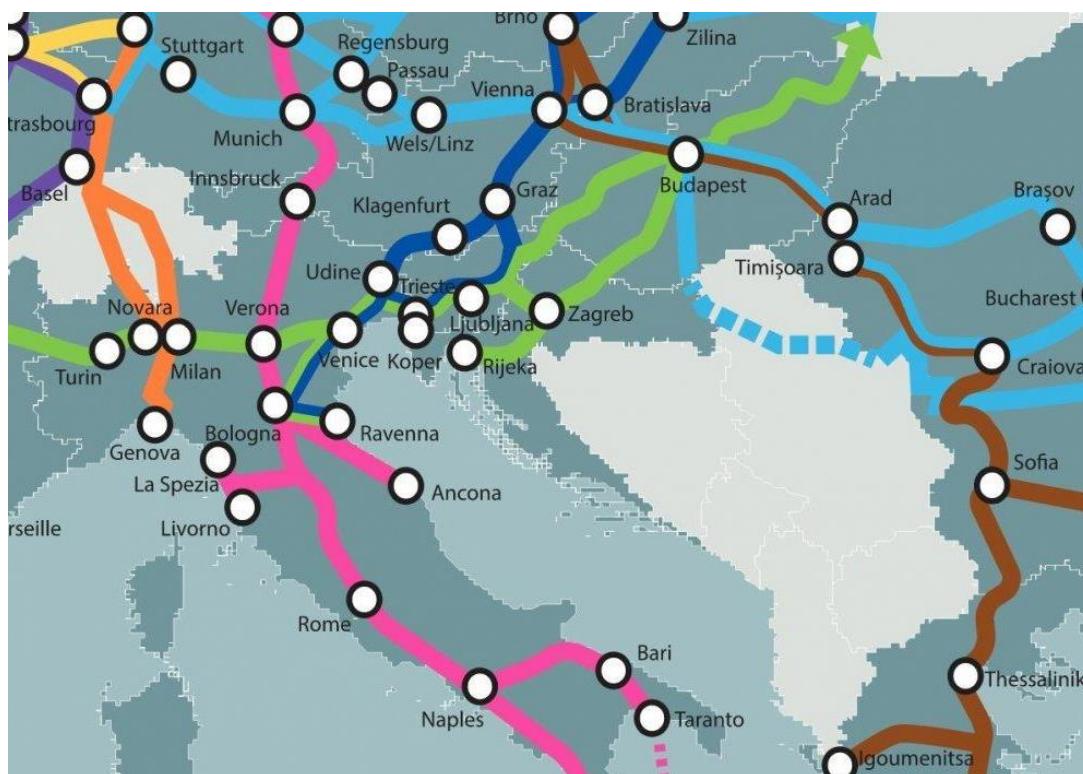 Brno
Stuttgart
Regensburg
Zilina
Passau
Vienna
Bratislava
trasbourg
Munich
Wels/Linz
Basel
Innsbruck
Budapest
Klagenfurt
Graz
Arad
Brașov
Udine
Timișoara
Trieste
Novara
Verona
Bucharest
Ljubljana
Zagreb
Venice
Koper
Rijeka
Turin
Milan
Craiova
Bologna
Ravenna
Genova
La Spezia
Ancona
Sofia
Livorno
rseille
Rome
Bari
Thessalinik
Naples
Taranto
Igoumenitsa